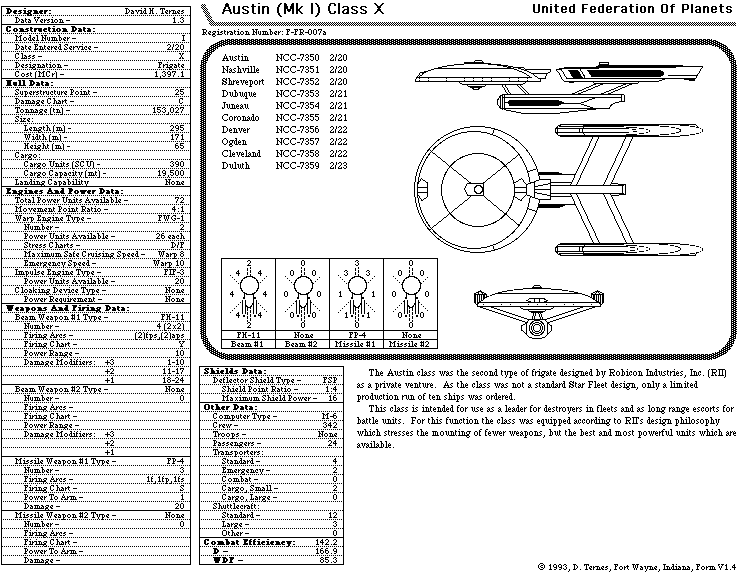 Designer: David H. Ternes
Data Version - 1.3
Construction Data:
Model Number - I
Date Entered Service - 2/20
Class - X
Designation - Frigate
Cost (MCr) - 1,397.1
Hull Data:
Superstructure Point - 25
Damage Chart - C
Tonnage (tn) - 153,027
Size:
Length (m) - 295
Width (m) - 171
Height (m) - 65
Cargo:
Cargo Units (SCU) - 390
Cargo Capacity (mt) - 19,500
Landing Capability None
Engines And Power Data:
Total Power Units Available - 72
Movement Point Ratio - 4:1
Warp Engine Type - FWG-1
Number - 2
Power Units Available - 26 each
Stress Charts - D/F
Maximum Safe Cruising Speed - Warp 8
Emergency Speed - Warp 10
Impulse Engine Type - FIF-3
Power Units Available - 20
Cloaking Device Type - None
Power Requirement - None
Weapons And Firing Data:
Beam Weapon #1 Type - FH-11
Number - 4 (2x2)
Firing Arcs - (2)fps,(2)aps
Firing Chart - Y
Power Range - 10
Damage Modifiers: +3 1-10
+2 11-17
+1 18-24
Beam Weapon #2 Type - None
Number - 0
Firing Arcs -
Firing Chart -
Power Range -
Damage Modifiers: +3
+2
+1
Missile Weapon #1 Type - FP-4
Number - 3
Firing Arcs - 1f,1fp,1fs
Firing Chart - S
Power To Arm - 1
Damage - 20
Missile Weapon #2 Type - None
Number - 0
Firing Arcs -
Firing Chart -
Power To Arm -
Damage -
Austin (Mk I) Class X United Federation Of Planets
Registration Number: F-FR-007a
Austin NCC-7350 2/20
Nashville NCC-7351 2/20
Shreveport NCC-7352 2/20
Dubuque NCC-7353 2/21
Juneau NCC-7354 2/21
Coronado NCC-7355 2/21
Denver NCC-7356 2/22
Ogden NCC-7357 2/22
Cleveland NCC-7358 2/22
Duluth NCC-7359 2/23
2 0 3 0
4 4 0 0 3 3 0 0
4 4 0 0 1 1 0 0
2 0 0 0
FH-11 None FP-4 None
Beam #1 Beam #2 Missile #1 Missile #2
Shields Data:
Deflector Shield Type - FSP
Shield Point Ratio - 1:4
Maximum Shield Power - 16
Other Data:
Computer Type - M-6
Crew - 342
Troops - None
Passengers - 24
Transporters:
Standard - 4
Emergency - 2
Combat - 0
Cargo, Small - 2
Cargo, Large - 0
Shuttlecraft:
Standard - 12
Large - 3
Other - 0
Combat Efficiency: 142.2
D - 166.9
WDF - 85.3
The Austin class was the second type of frigate designed by Robicon Industries, Inc. (RII)
as a private venture. As the class was not a standard Star Fleet design, only a limited
production run of ten ships was ordered.
This class is intended for use as a leader for destroyers in fleets and as long range escorts for
battle units. For this function the class was equipped according to RII's design philosophy
which stresses the mounting of fewer weapons, but the best and most powerful units which are
available.
© 1993, D. Ternes, Fort Wayne, Indiana, Form V1.4